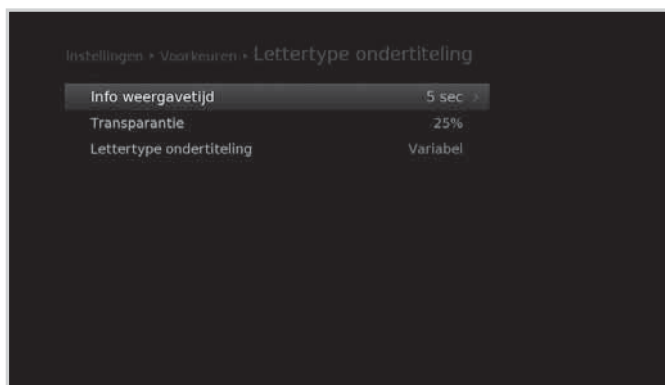 Instellingen • Voorkeuren • Lettertype ondertiteling
Info weergavetijd 5 sec >
Transparantie 25%
Lettertype ondertiteling Variabel